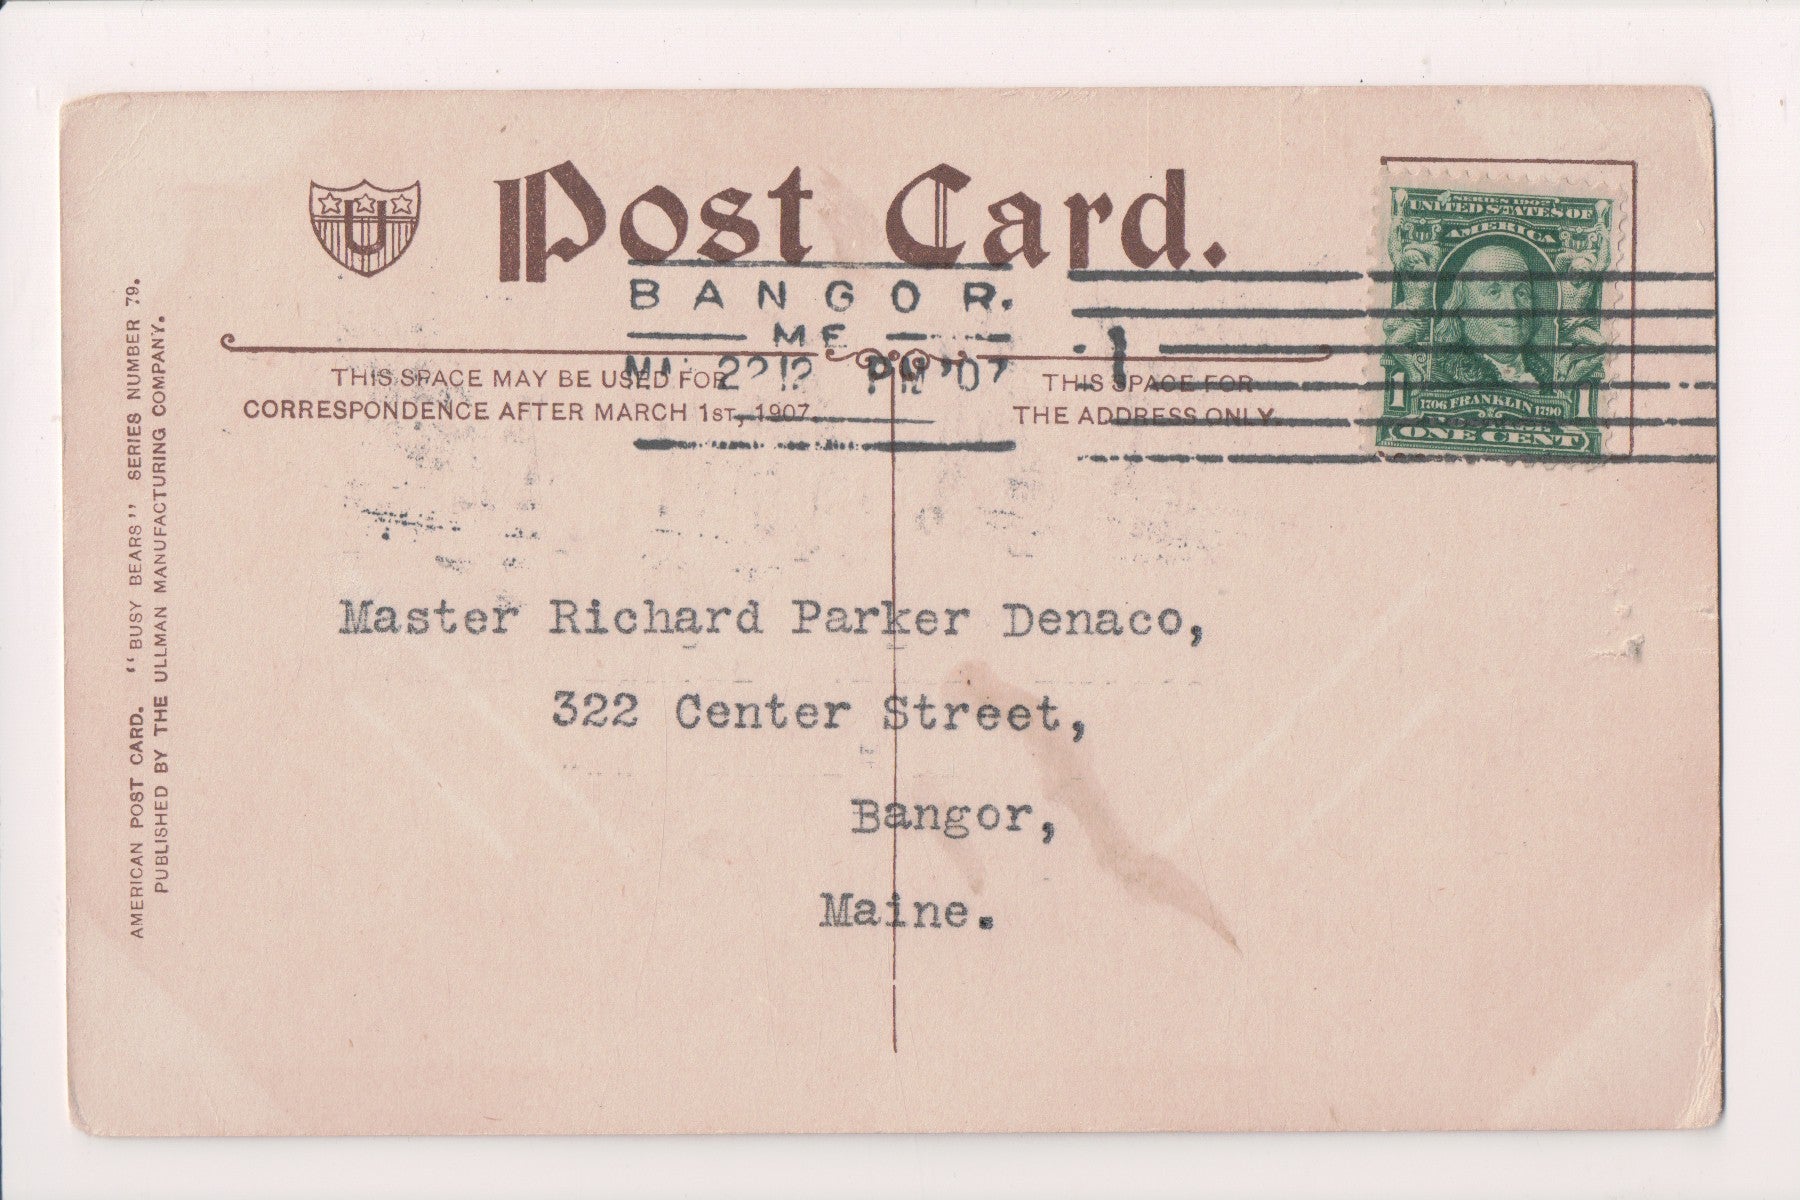 U
Post Card.
SERIES 1902
UNITED STATES OF
AMERICA
1 1706 FRANKLIN 1790 1
ONE CENT
BANGOR.
ME
PM '07
1
THIS SPACE MAY BE USED FOR
CORRESPONDENCE AFTER MARCH 1ST, 1907.
THIS SPACE FOR
THE ADDRESS ONLY.
Master Richard Parker Denaco,
322 Center Street,
Bangor,
Maine.
AMERICAN POST CARD. "BUSY BEARS" SERIES NUMBER 79.
PUBLISHED BY THE ULLMAN MANUFACTURING COMPANY.